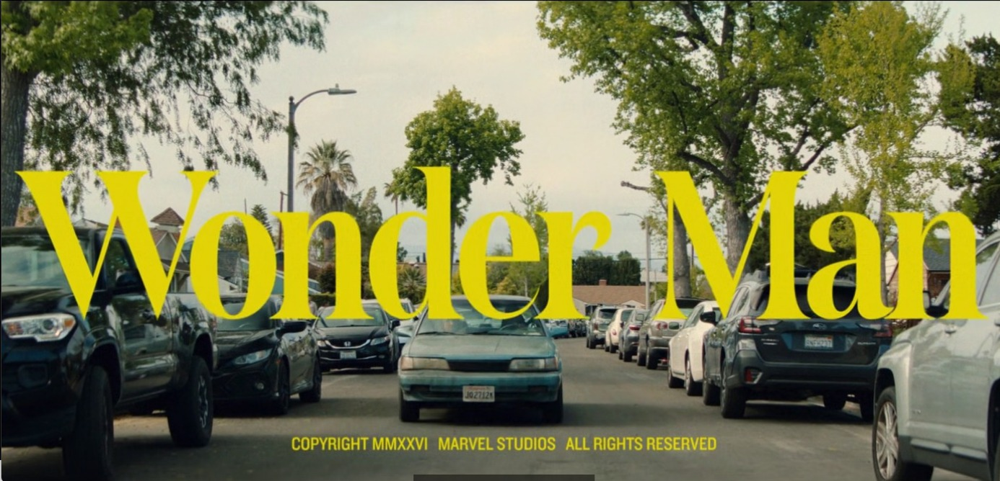 Wonder Man
COPYRIGHT MMXXVI MARVEL STUDIOS ALL RIGHTS RESERVED